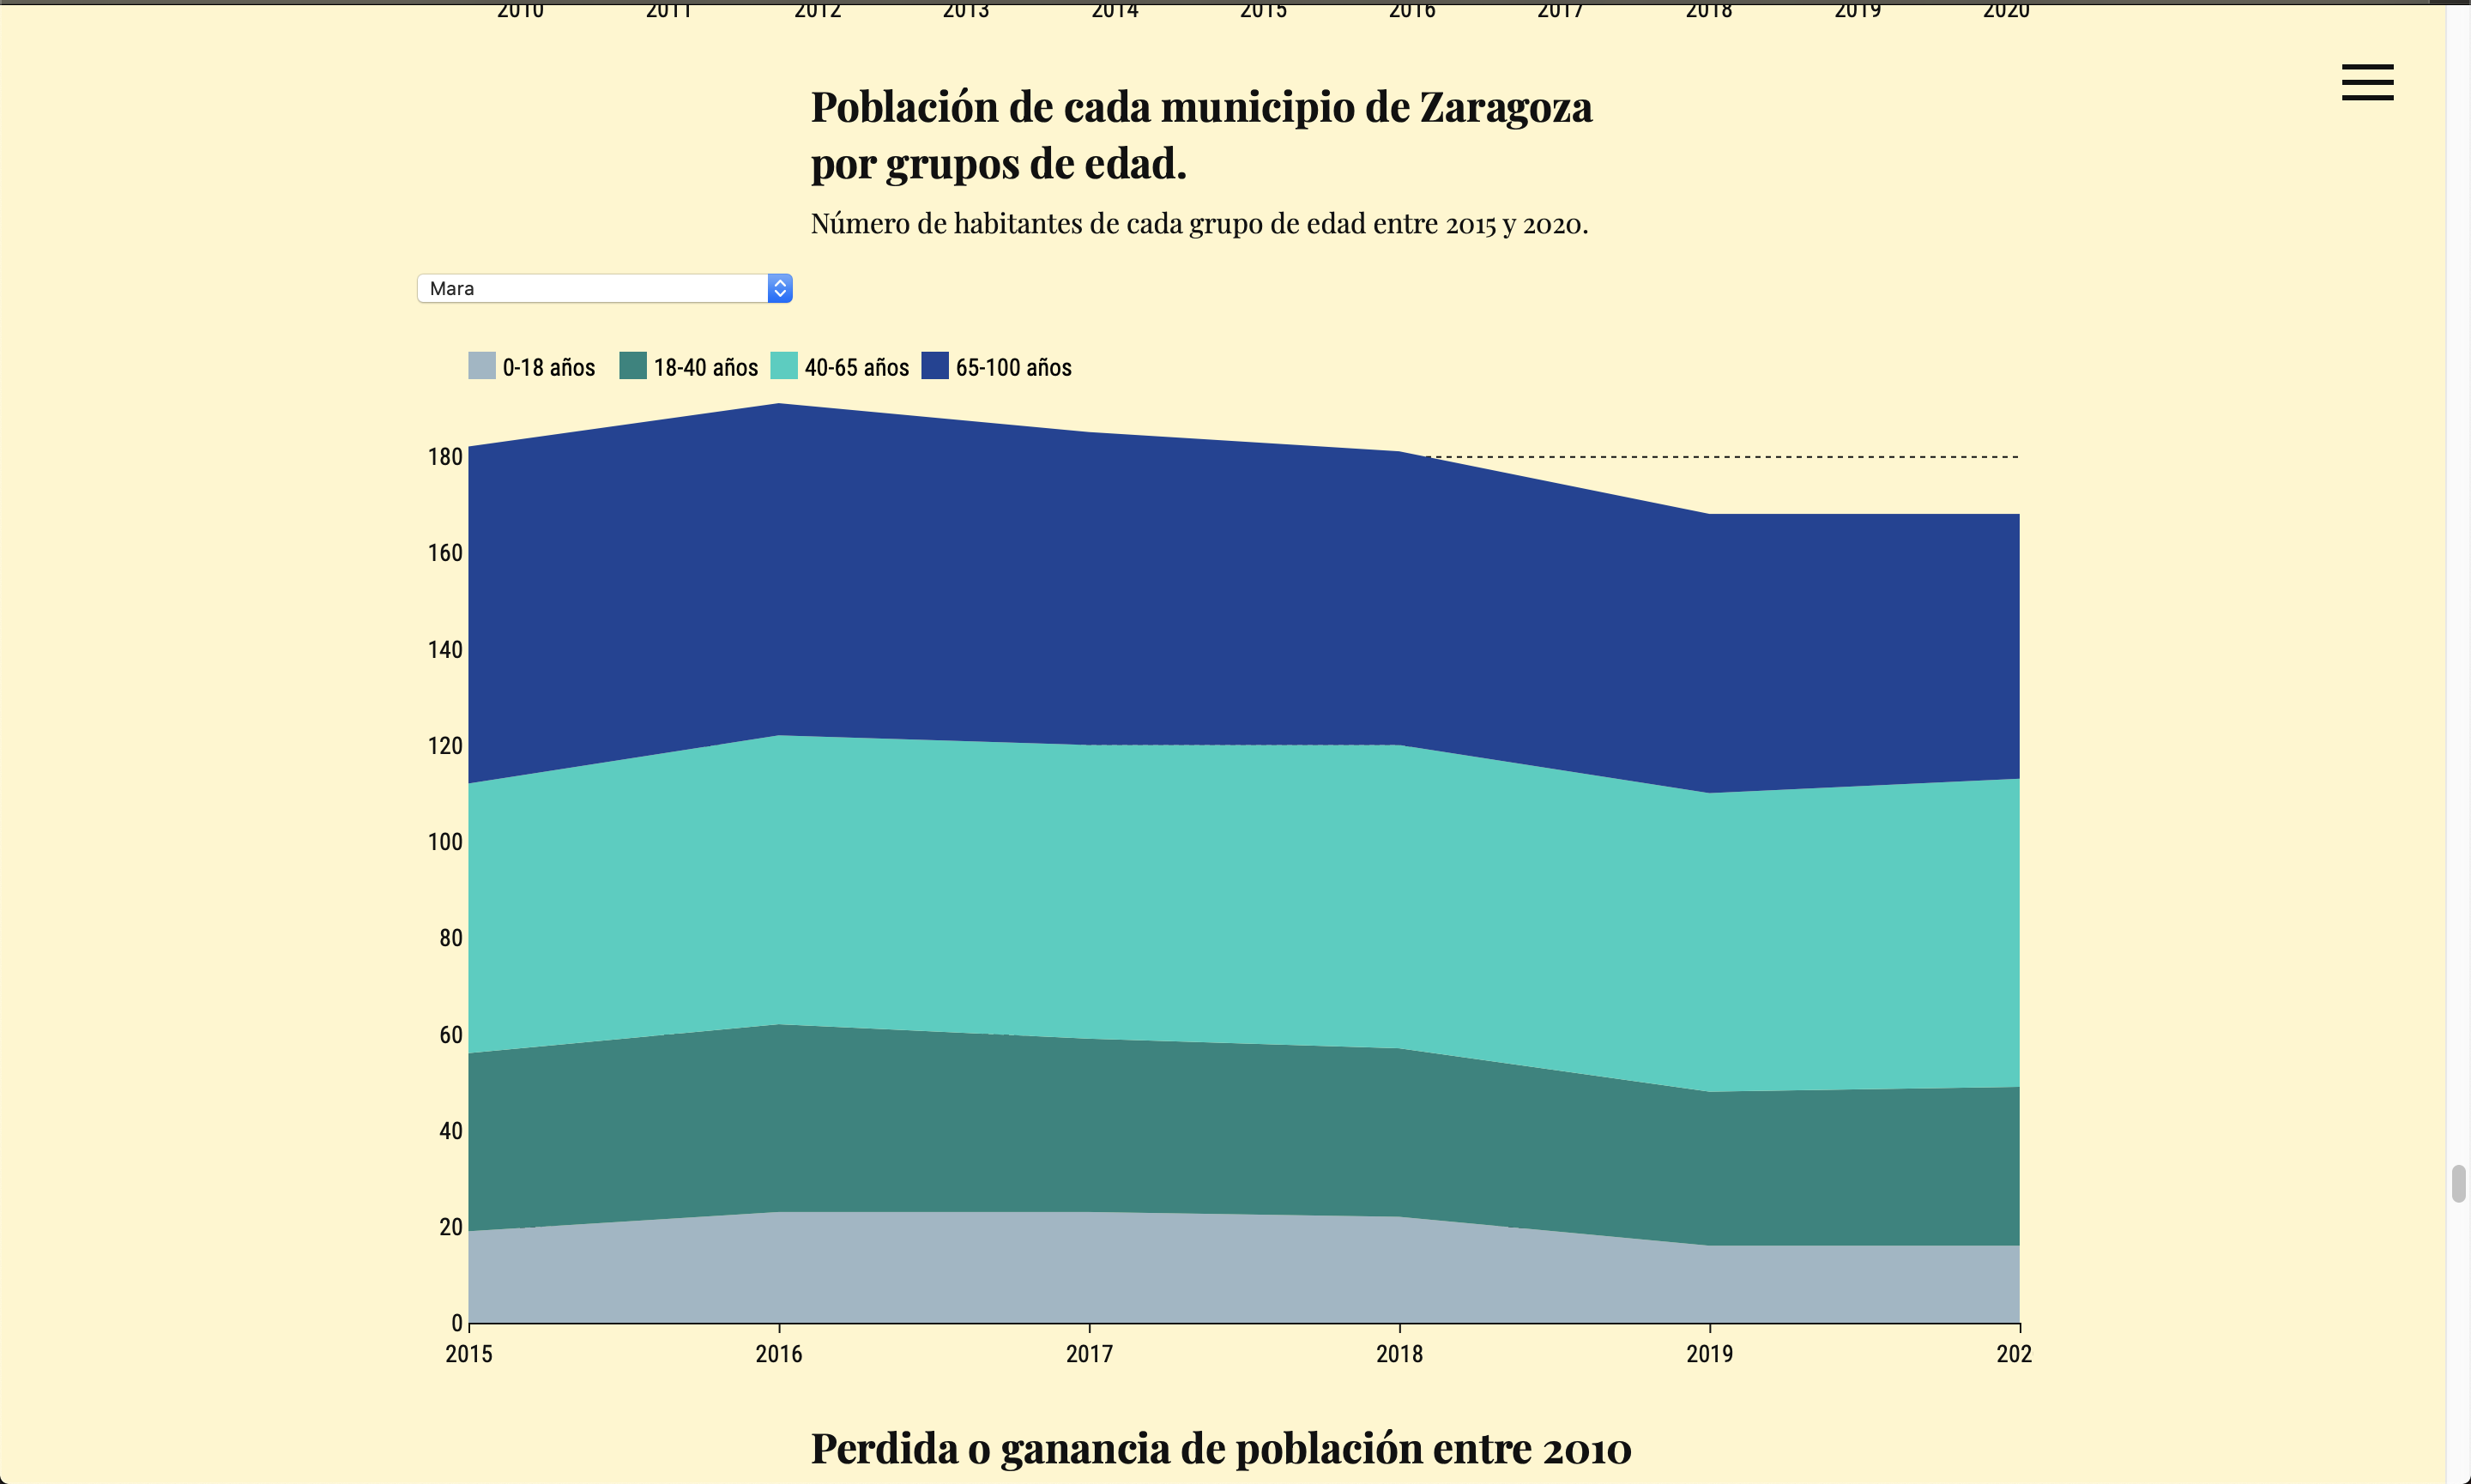 2010 2011 2012 2013 2014 2015 2016 2017 2018 2019 2020
Población de cada municipio de Zaragoza
por grupos de edad.
Número de habitantes de cada grupo de edad entre 2015 y 2020.
Mara
0-18 años 18-40 años 40-65 años 65-100 años
180
160
140
120
100
80
60
40
20
0
2015 2016 2017 2018 2019 202
Perdida o ganancia de población entre 2010